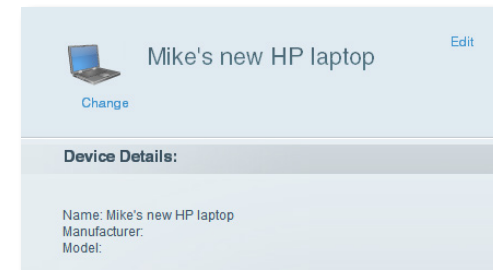 Mike's new HP laptop
Edit
Change
Device Details:
Name: Mike's new HP laptop
Manufacturer:
Model: